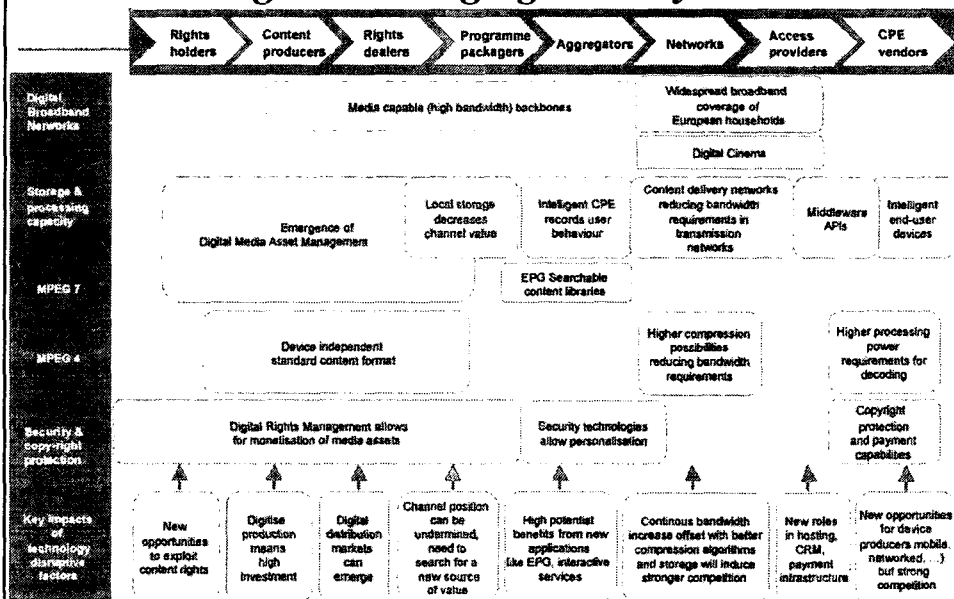 Rights
holders
Content
producers
Rights
dealers
Programme
packagers
Aggregators
Networks
Access
providers
CPE
vendors
Digital
Broadband
Networks
Media capable (high bandwidth) backbones
Widespread broadband
coverage of
European households
Digital Cinema
Storage &
processing
capacity
Emergence of
Digital Media Asset Management
Local storage
decreases
channel value
Intelligent CPE
records user
behaviour
Content delivery networks
reducing bandwidth
requirements in
transmission
networks
Middleware
APIs
Intelligent
end-user
devices
MPEG 7
EPG Searchable
content libraries
MPEG 4
Device independent
standard content format
Higher compression
possibilities
reducing bandwidth
requirements
Higher processing
power
requirements for
decoding
Security &
copyright
protection
Digital Rights Management allows
for monetisation of media assets
Security technologies
allow personalisation
Copyright
protection
and payment
capabilities
Key impacts
of
technology
disruptive
factors
New
opportunities
to exploit
content rights
Digitise
production
means
high
Investment
Digital
distribution
markets
can
emerge
Channel position
can be
undermined,
need to
search for a
new source
of value
High potential
benefits from new
applications
like EPG, interactive
services
Continous bandwidth
increase offset with better
compression algorithms
and storage will induce
stronger competition
New roles
in hosting,
CRM,
payment
infrastructure
New opportunities
for device
producers mobile,
networked, ...)
but strong
competition